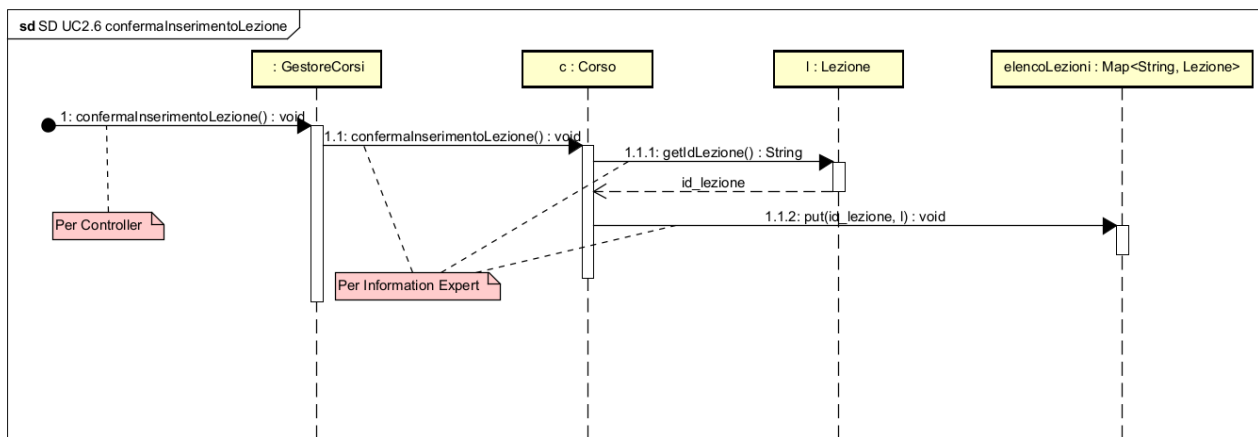 sd SD UC2.6 confermaInserimentoLezione
: GestoreCorsi
c : Corso
l : Lezione
elencoLezioni : Map<String, Lezione>
1: confermaInserimentoLezione() : void
1.1: confermaInserimentoLezione() : void
1.1.1: getIdLezione() : String
id_lezione
Per Controller
1.1.2: put(id_lezione, l) : void
Per Information Expert